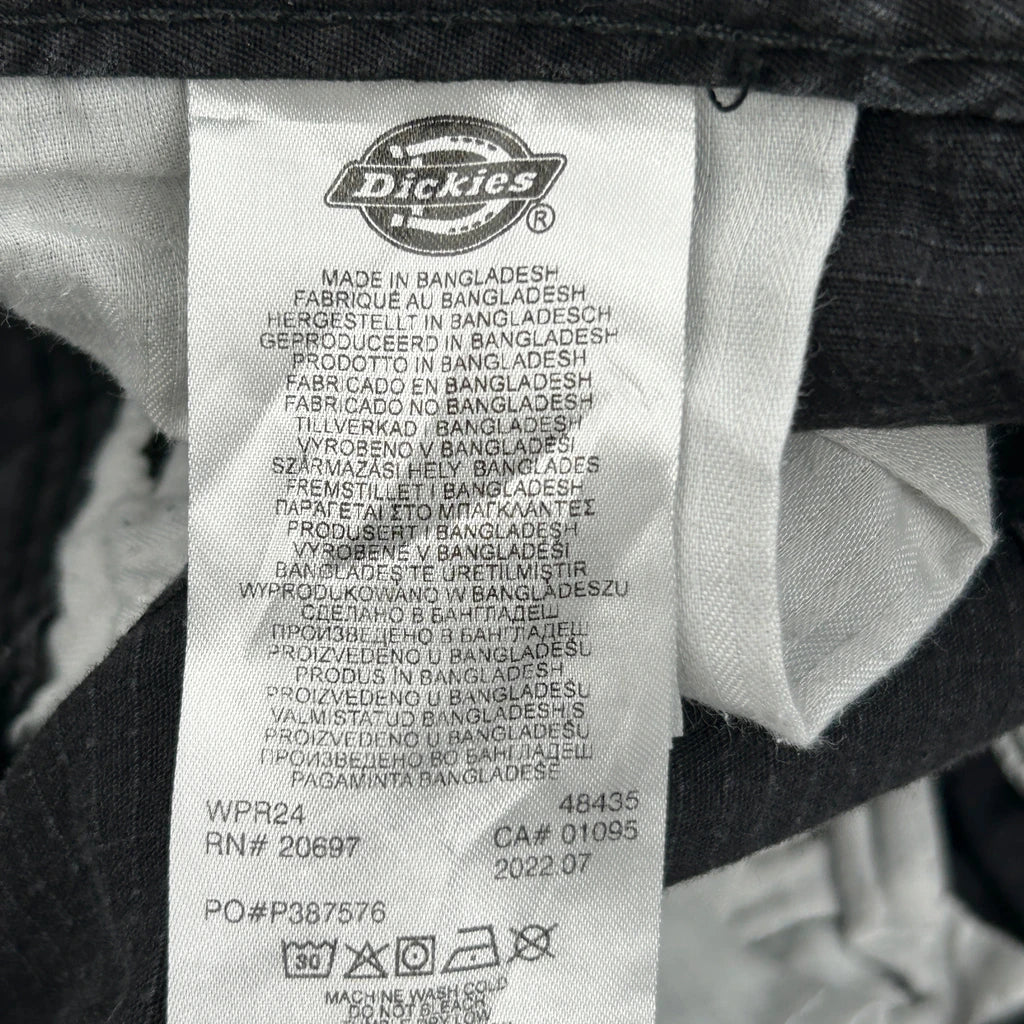 Dickies®
MADE IN BANGLADESH
FABRIQUÉ AU BANGLADESH
HERGESTELLT IN BANGLADESCH
GEPRODUCEERD IN BANGLADESH
PRODOTTO IN BANGLADESH
FABRICADO EN BANGLADESH
FABRICADO NO BANGLADESH
TILLVERKAD I BANGLADESH
VYROBENO V BANGLADÉŠI
SZÁRMAZÁSI HELY BANGLADES
FREMSTILLET I BANGLADESH
ΠΑΡΑΓΕΤΑΙ ΣΤΟ ΜΠΑΓΚΛΑΝΤΕΣ
PRODUSERT I BANGLADESH
VYROBENÉ V BANGLADÉŠI
BANGLADEŞ'TE ÜRETILMIŞTIR
WYPRODUKOWANO W BANGLADESZU
СДЕЛАНО В БАНГЛАДЕШ
ПРОИЗВЕДЕНО В БАНГЛАДЕШ
PROIZVEDENO U BANGLADEŠU
PRODUS IN BANGLADESH
PROIZVEDENO U BANGLADEŠU
VALMISTATUD BANGLADESHIS
PROIZVEDENO U BANGLADEŠU
ПРОИЗВЕДЕНО ВО БАНГЛАДЕШ
PAGAMINTA BANGLADEŠE
WPR24 48435
RN# 20697 CA# 01095
2022 07
PO#P387576
30
MACHINE WASH COLD
DO NOT BLEACH
TUMBLE DRY LOW